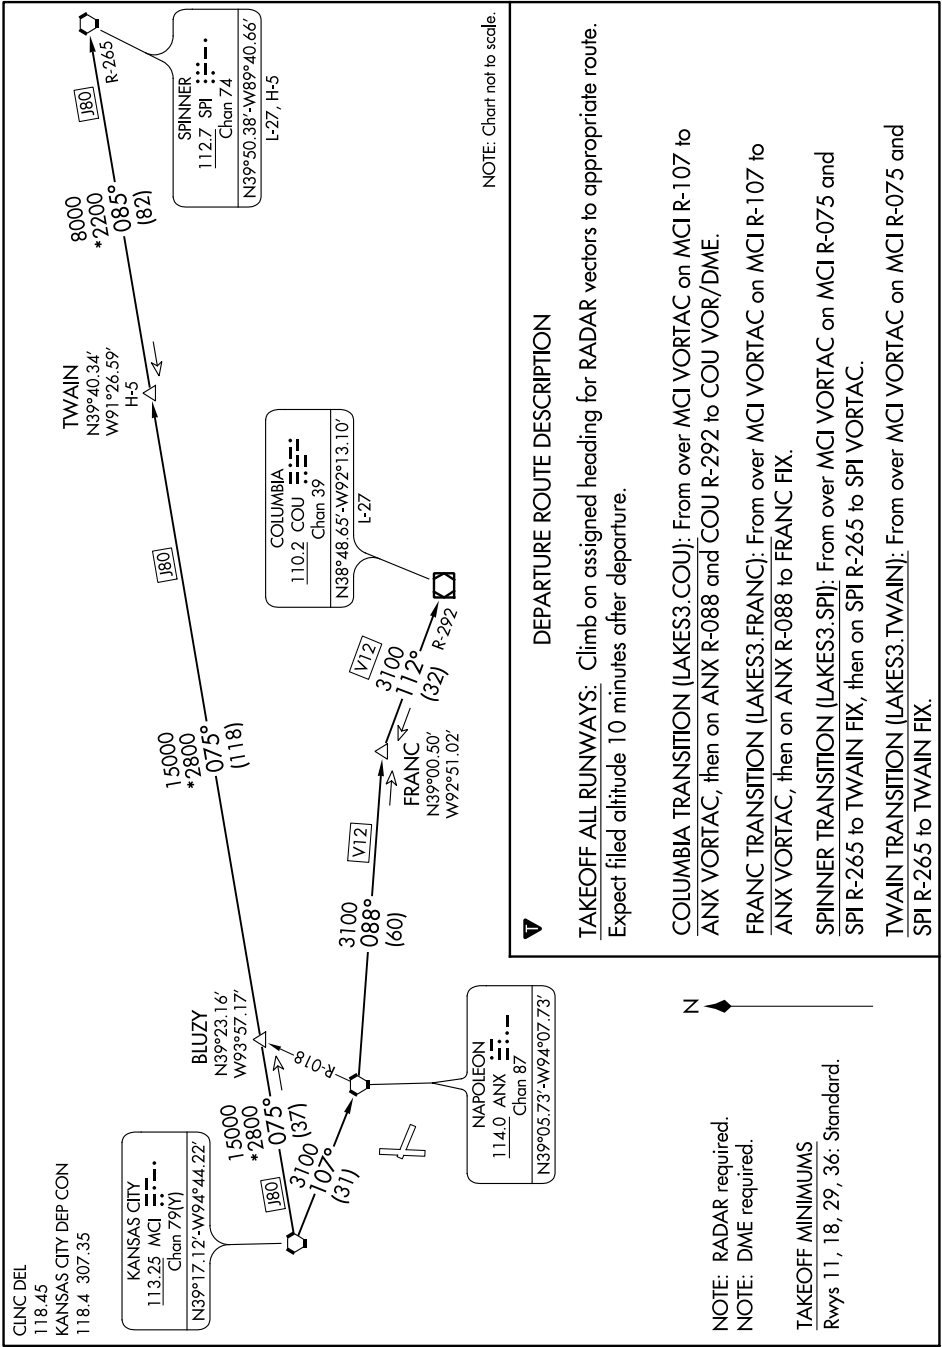 CLNC DEL
118.45
KANSAS CITY DEP CON
118.4 307.35
KANSAS CITY
113.25 MCI
Chan 79(Y)
N39°17.12'-W94°44.22'
15000
*2800
075°
(37)
J80
3100
107°
(31)
BLUZY
N39°23.16'
W93°57.17'
R-018
NAPOLEON
114.0 ANX
Chan 87
N39°05.73'-W94°07.73'
15000
*2800
075°
(118)
J80
3100
088°
(60)
V12
FRANC
N39°00.50'
W92°51.02'
V12
3100
112°
(32)
R-292
COLUMBIA
110.2 COU
Chan 39
N38°48.65'-W92°13.10'
L-27
TWAIN
N39°40.34'
W91°26.59'
H-5
8000
*2200
085°
(82)
J80
R-265
SPINNER
112.7 SPI
Chan 74
N39°50.38'-W89°40.66'
L-27, H-5
NOTE: Chart not to scale.
N
NOTE: RADAR required.
NOTE: DME required.
TAKEOFF MINIMUMS
Rwys 11, 18, 29, 36: Standard.
T
DEPARTURE ROUTE DESCRIPTION
TAKEOFF ALL RUNWAYS: Climb on assigned heading for RADAR vectors to appropriate route.
Expect filed altitude 10 minutes after departure.
COLUMBIA TRANSITION (LAKES3.COU): From over MCI VORTAC on MCI R-107 to
ANX VORTAC, then on ANX R-088 and COU R-292 to COU VOR/DME.
FRANC TRANSITION (LAKES3.FRANC): From over MCI VORTAC on MCI R-107 to
ANX VORTAC, then on ANX R-088 to FRANC FIX.
SPINNER TRANSITION (LAKES3.SPI): From over MCI VORTAC on MCI R-075 and
SPI R-265 to TWAIN FIX, then on SPI R-265 to SPI VORTAC.
TWAIN TRANSITION (LAKES3.TWAIN): From over MCI VORTAC on MCI R-075 and
SPI R-265 to TWAIN FIX.